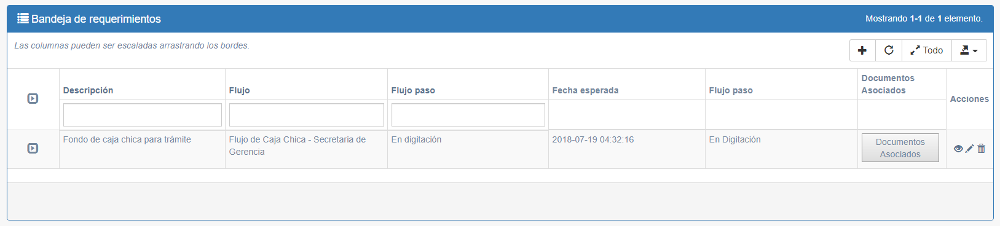 Bandeja de requerimientos
Mostrando 1-1 de 1 elemento.
Las columnas pueden ser escaladas arrastrando los bordes.
Todo
Descripción
Flujo
Flujo paso
Fecha esperada
Flujo paso
Documentos
Asociados
Acciones
Fondo de caja chica para trámite
Flujo de Caja Chica - Secretaria de
Gerencia
En digitación
2018-07-19 04:32:16
En Digitación
Documentos
Asociados